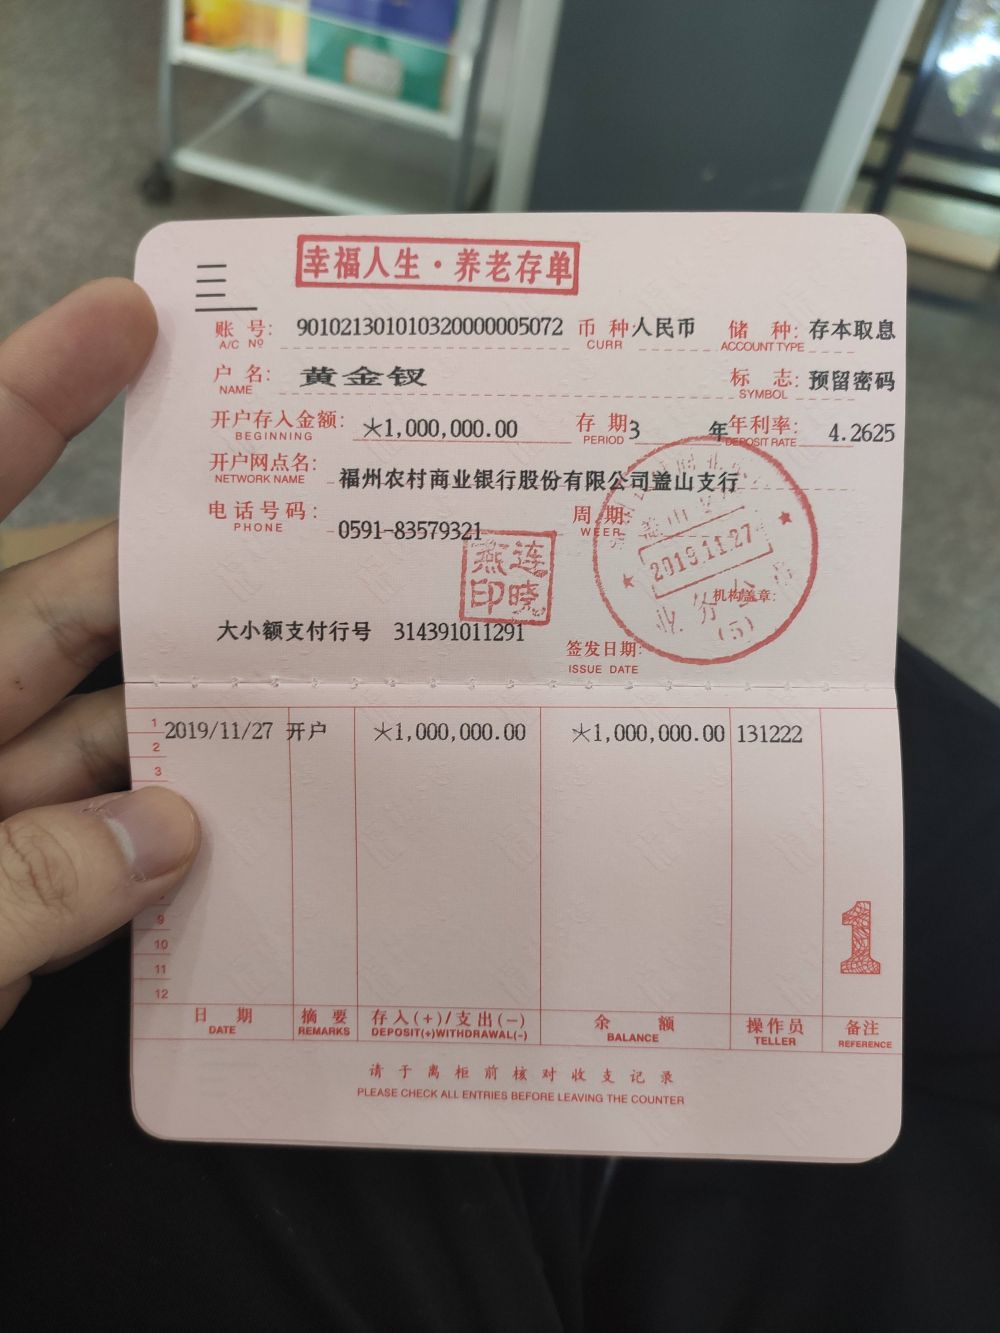 幸福人生·养老存单
账 号: 901021301010320000005072 币 种:人民币 储 种: 存本取息
A/C Nº CURR ACCOUNT TYPE
户 名: 黄金钗 标 志: 预留密码
NAME SYMBOL
开户存入金额: *1,000,000.00 存 期 3 年 年利率: 4.2625
BEGINNING PERIOD DEPOSIT RATE
开户网点名: 福州农村商业银行股份有限公司盖山支行
NETWORK NAME
电话号码: 0591-83579321 周 期:
PHONE WEER
连晓燕印
2019.11.27
业务公章
(5)
机构盖章:
大小额支付行号 314391011291
签发日期:
ISSUE DATE
1 2019/11/27 开户 *1,000,000.00 *1,000,000.00 131222
2
3
9
10
11
12
1
日 期 摘 要 存入(+)/支出(-) 余 额 操作员 备注
DATE REMARKS DEPOSIT(+)WITHDRAWAL(-) BALANCE TELLER REFERENCE
请于离柜前核对收支记录
PLEASE CHECK ALL ENTRIES BEFORE LEAVING THE COUNTER